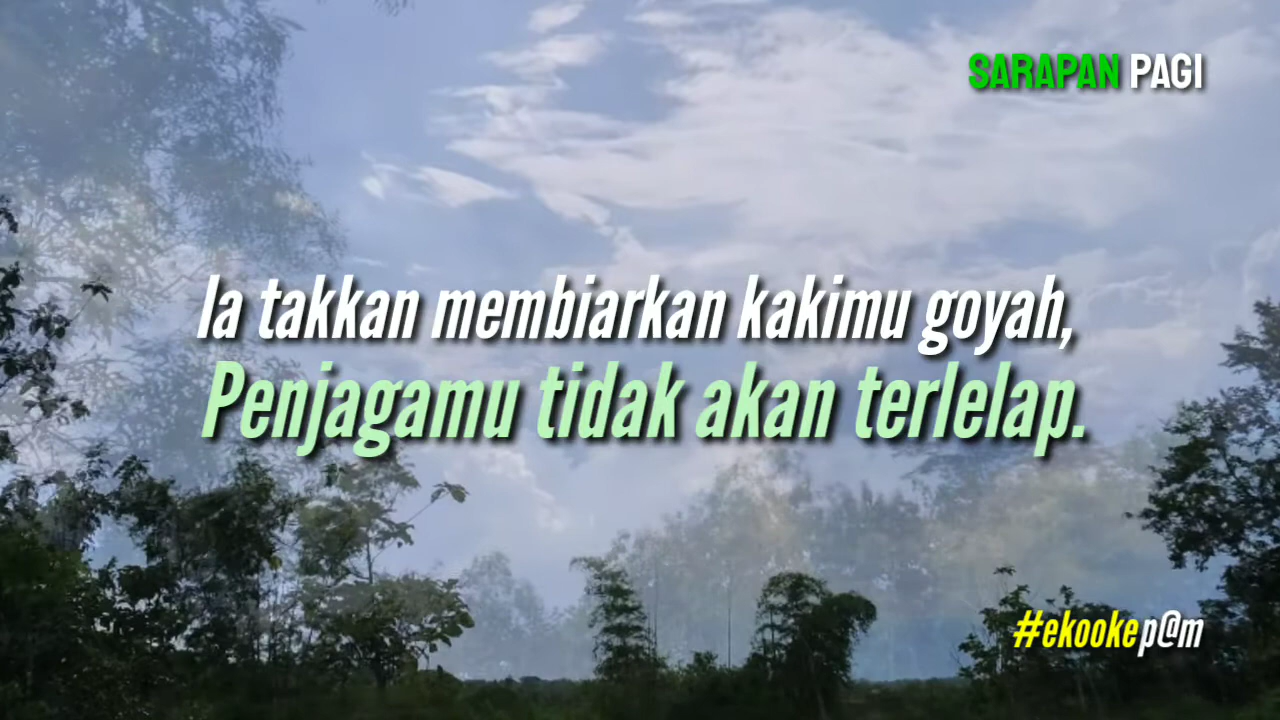 SARAPAN PAGI
Ia takkan membiarkan kakimu goyah,
Penjagamu tidak akan terlelap.
#ekookep@m